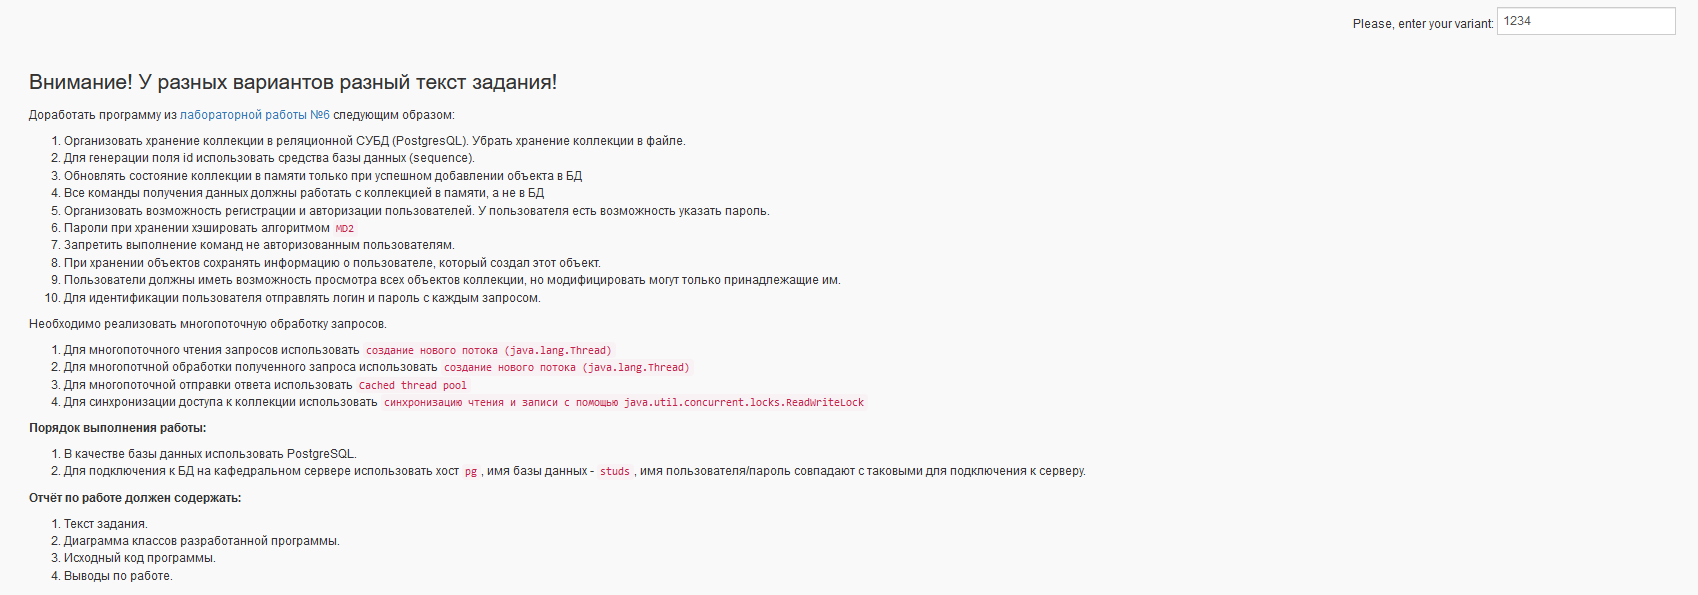 Please, enter your variant: 1234
Внимание! У разных вариантов разный текст задания!
Доработать программу из лабораторной работы №6 следующим образом:
1. Организовать хранение коллекции в реляционной СУБД (PostgresQL). Убрать хранение коллекции в файле.
2. Для генерации поля id использовать средства базы данных (sequence).
3. Обновлять состояние коллекции в памяти только при успешном добавлении объекта в БД
4. Все команды получения данных должны работать с коллекцией в памяти, а не в БД
5. Организовать возможность регистрации и авторизации пользователей. У пользователя есть возможность указать пароль.
6. Пароли при хранении хэшировать алгоритмом MD2
7. Запретить выполнение команд не авторизованным пользователям.
8. При хранении объектов сохранять информацию о пользователе, который создал этот объект.
9. Пользователи должны иметь возможность просмотра всех объектов коллекции, но модифицировать могут только принадлежащие им.
10. Для идентификации пользователя отправлять логин и пароль с каждым запросом.
Необходимо реализовать многопоточную обработку запросов.
1. Для многопоточного чтения запросов использовать создание нового потока (java.lang.Thread)
2. Для многопотчной обработки полученного запроса использовать создание нового потока (java.lang.Thread)
3. Для многопоточной отправки ответа использовать Cached thread pool
4. Для синхронизации доступа к коллекции использовать синхронизацию чтения и записи с помощью java.util.concurrent.locks.ReadWriteLock
Порядок выполнения работы:
1. В качестве базы данных использовать PostgreSQL.
2. Для подключения к БД на кафедральном сервере использовать хост pg, имя базы данных - studs, имя пользователя/пароль совпадают с таковыми для подключения к серверу.
Отчёт по работе должен содержать:
1. Текст задания.
2. Диаграмма классов разработанной программы.
3. Исходный код программы.
4. Выводы по работе.